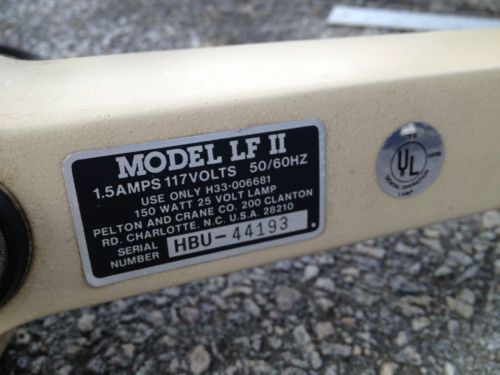 MODEL LF II
1.5AMPS 117VOLTS 50/60HZ
USE ONLY H33-006681
150 WATT 25 VOLT LAMP
PELTON AND CRANE CO. 200 CLANTON
RD. CHARLOTTE, N.C. U.S.A. 28210
SERIAL
NUMBER HBU-44193
UL
LAMP